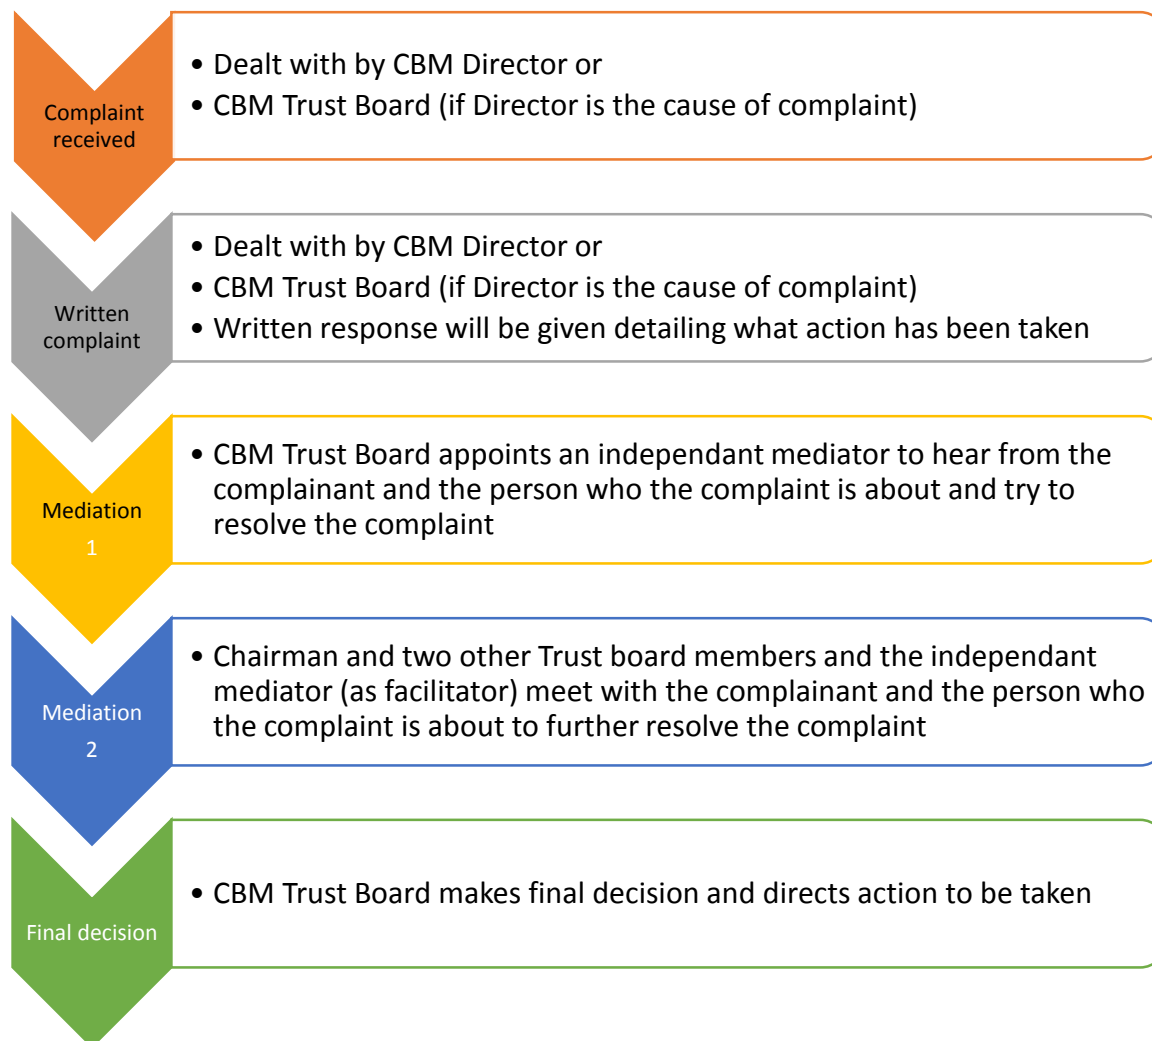 Complaint
received
• Dealt with by CBM Director or
• CBM Trust Board (if Director is the cause of complaint)
Written
complaint
• Dealt with by CBM Director or
• CBM Trust Board (if Director is the cause of complaint)
• Written response will be given detailing what action has been taken
Mediation
1
• CBM Trust Board appoints an independant mediator to hear from the
complainant and the person who the complaint is about and try to
resolve the complaint
Mediation
2
• Chairman and two other Trust board members and the independant
mediator (as facilitator) meet with the complainant and the person who
the complaint is about to further resolve the complaint
Final decision
• CBM Trust Board makes final decision and directs action to be taken